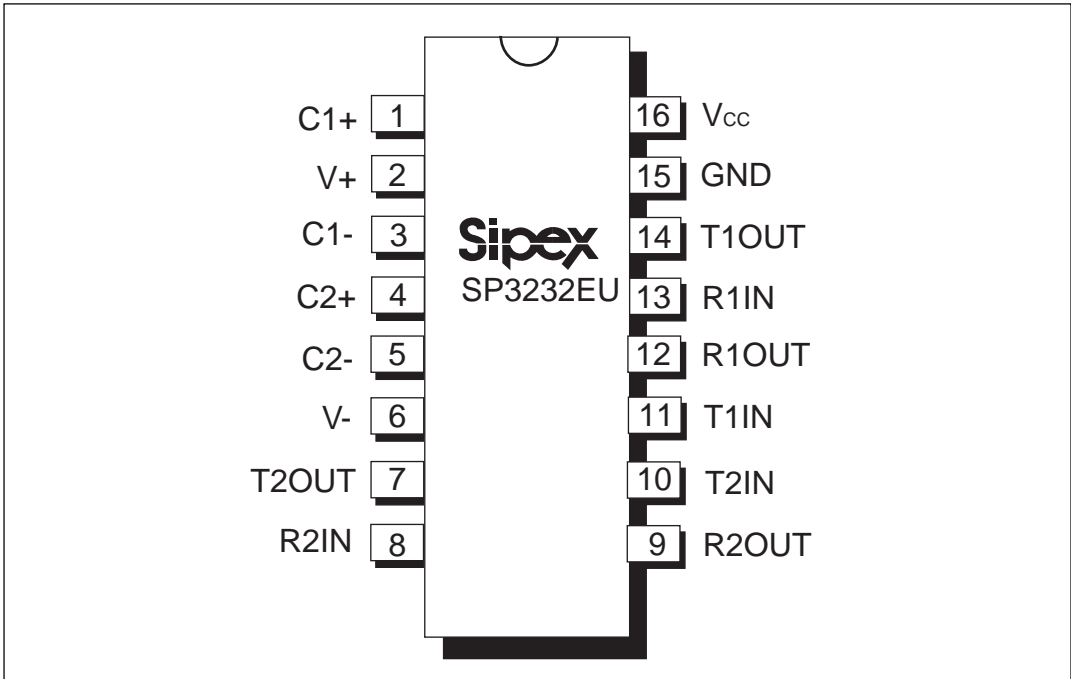 C1+ 1
V+ 2
C1- 3
C2+ 4
C2- 5
V- 6
T2OUT 7
R2IN 8
Sipex
SP3232EU
16 Vcc
15 GND
14 T1OUT
13 R1IN
12 R1OUT
11 T1IN
10 T2IN
9 R2OUT